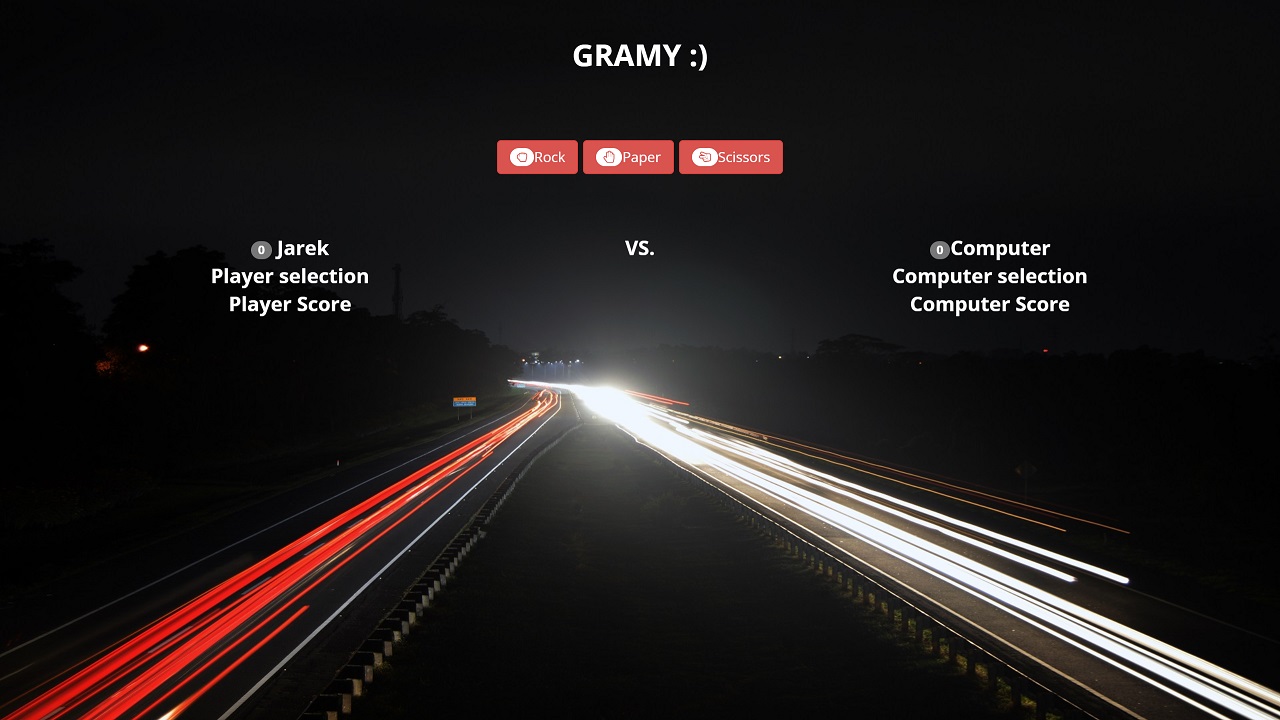 GRAMY :)
Rock Paper Scissors
0 Jarek
Player selection
Player Score
VS.
0 Computer
Computer selection
Computer Score